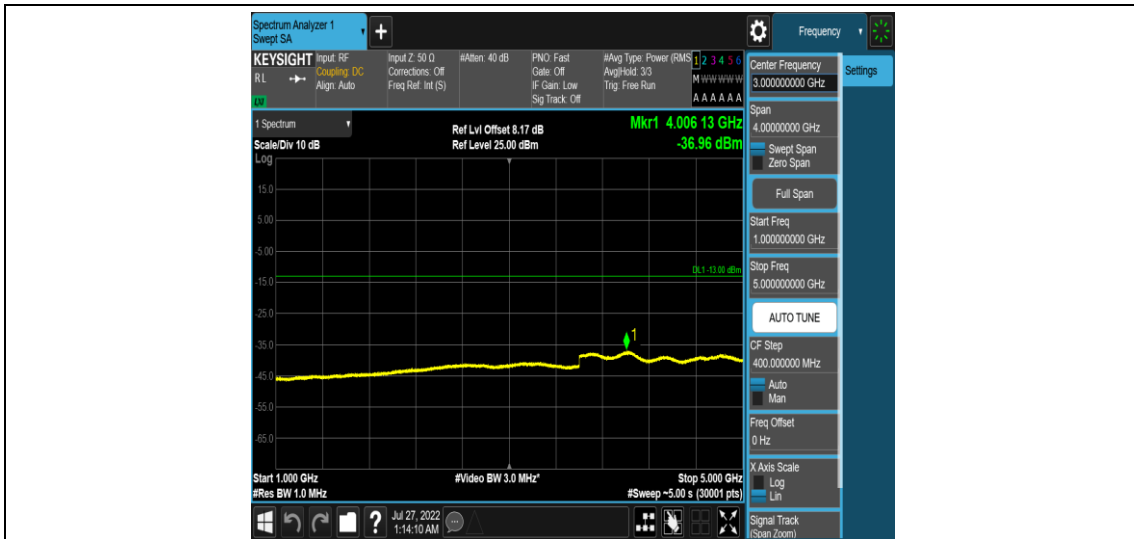 Spectrum Analyzer 1
Swept SA
+
Frequency
KEYSIGHT
RL
LM
Input: RF
Coupling: DC
Align: Auto
Input Z: 50 Ω
Corrections: Off
Freq Ref: Int (S)
#Atten: 40 dB
PNO: Fast
Gate: Off
IF Gain: Low
Sig Track: Off
#Avg Type: Power (RMS
Avg|Hold: 3/3
Trig: Free Run
1 2 3 4 5 6
M W W W W W
A A A A A A
1 Spectrum
Scale/Div 10 dB
Log
Ref Lvl Offset 8.17 dB
Ref Level 25.00 dBm
Mkr1 4.006 13 GHz
-36.96 dBm
15.0
5.00
-5.00
DL1 -13.00 dBm
-15.0
-25.0
1
-35.0
-45.0
-55.0
-65.0
Start 1.000 GHz
#Res BW 1.0 MHz
#Video BW 3.0 MHz*
Stop 5.000 GHz
#Sweep ~5.00 s (30001 pts)
?
Jul 27, 2022
1:14:10 AM
Center Frequency
3.000000000 GHz
Settings
Span
4.00000000 GHz
Swept Span
Zero Span
Full Span
Start Freq
1.000000000 GHz
Stop Freq
5.000000000 GHz
AUTO TUNE
CF Step
400.000000 MHz
Auto
Man
Freq Offset
0 Hz
X Axis Scale
Log
Lin
Signal Track
(Span Zoom)